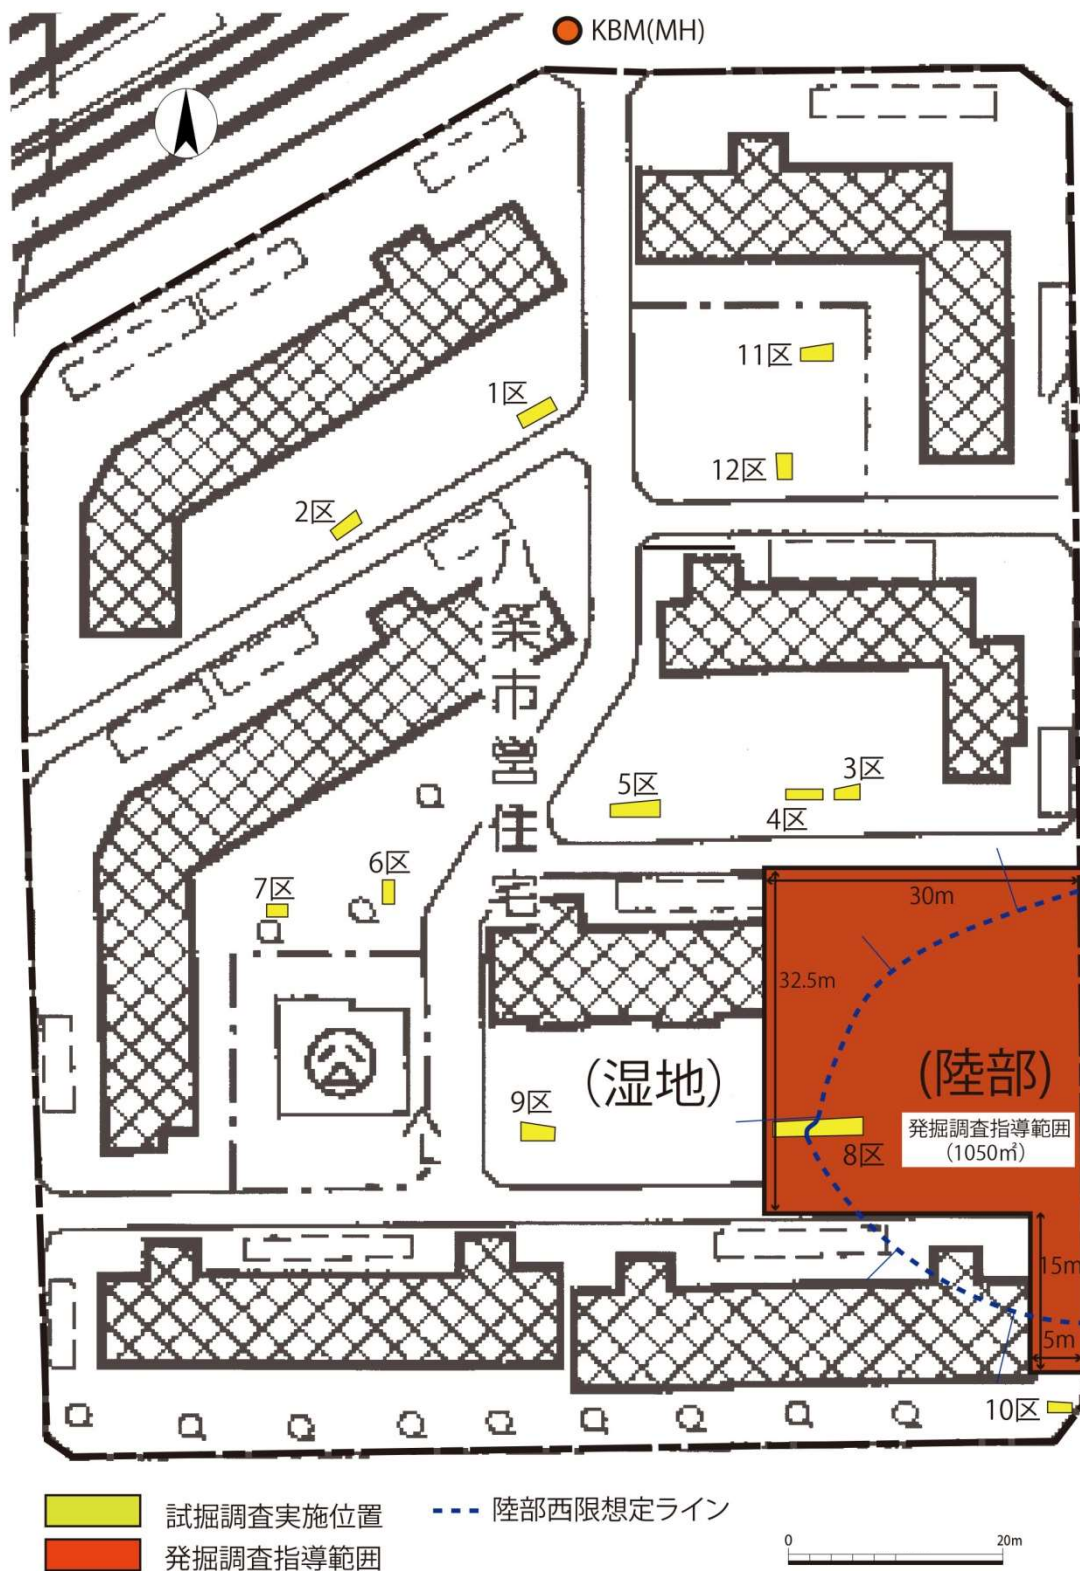 KBM(MH)
11区
1区
12区
2区
八条市営住宅
3区
5区
4区
6区
7区
30m
32.5m
(湿地)
(陸部)
9区
発掘調査指導範囲
(1050㎡)
8区
15m
5m
10区
試掘調査実施位置
陸部西限想定ライン
発掘調査指導範囲
0
20m